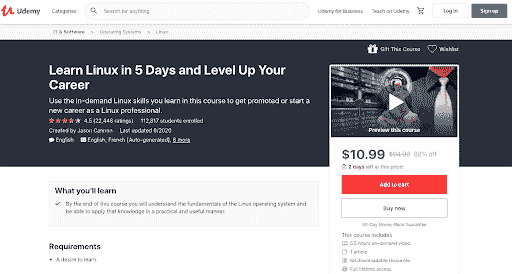 Udemy
Categories
Search for anything
Udemy for Business
Teach on Udemy
Log in
Sign up
IT & Software > Operating Systems > Linux
Gift This Course
Wishlist
Learn Linux in 5 Days and Level Up Your
Career
Use the in-demand Linux skills you learn in this course to get promoted or start a
new career as a Linux professional.
4.5 (22,446 ratings) 112,817 students enrolled
Created by Jason Cannon Last updated 6/2020
English English, French [Auto-generated], 6 more
Preview this course
$10.99 $94.99 88% off
2 days left at this price!
Add to cart
Buy now
30-Day Money-Back Guarantee
This course includes
5.5 hours on-demand video
1 article
68 downloadable resources
Full lifetime access
What you'll learn
By the end of this course you will understand the fundamentals of the Linux operating system and
be able to apply that knowledge in a practical and useful manner.
Requirements
A desire to learn.